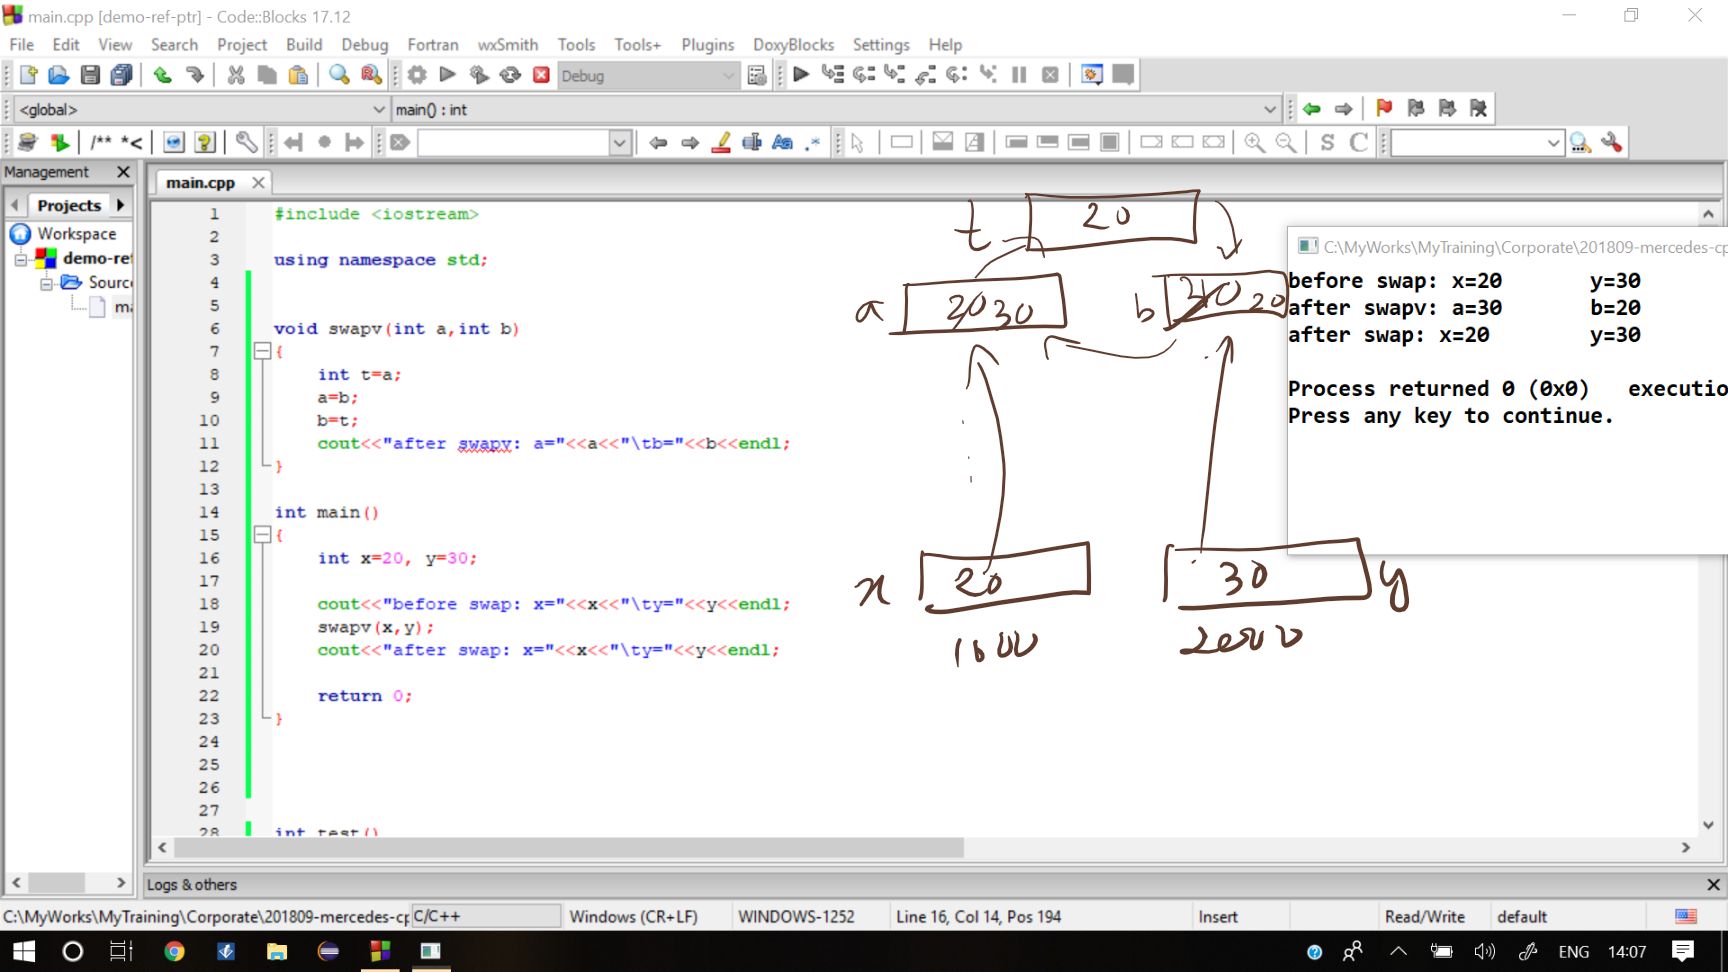 main.cpp [demo-ref-ptr] - Code::Blocks 17.12
File Edit View Search Project Build Debug Fortran wxSmith Tools Tools+ Plugins DoxyBlocks Settings Help
Debug
<global> main() : int
/** *<
Aa .* S C
Management
Projects
Workspace
demo-ref
Source
ma
main.cpp
1 #include <iostream>
2
3 using namespace std;
4
5
6 void swapv(int a,int b)
7 {
8 int t=a;
9 a=b;
10 b=t;
11 cout<<"after swapv: a="<<a<<"\tb="<<b<<endl;
12 }
13
14 int main()
15 {
16 int x=20, y=30;
17
18 cout<<"before swap: x="<<x<<"\ty="<<y<<endl;
19 swapv(x,y);
20 cout<<"after swap: x="<<x<<"\ty="<<y<<endl;
21
22 return 0;
23 }
24
25
26
27
28 int test()
t 20
a 20 30
b 30 20
x 20
30 y
1000
2000
C:\MyWorks\MyTraining\Corporate\201809-mercedes-cp
before swap: x=20 y=30
after swapv: a=30 b=20
after swap: x=20 y=30
Process returned 0 (0x0) executio
Press any key to continue.
Logs & others
C:\MyWorks\MyTraining\Corporate\201809-mercedes-cp C/C++ Windows (CR+LF) WINDOWS-1252 Line 16, Col 14, Pos 194 Insert Read/Write default
ENG 14:07